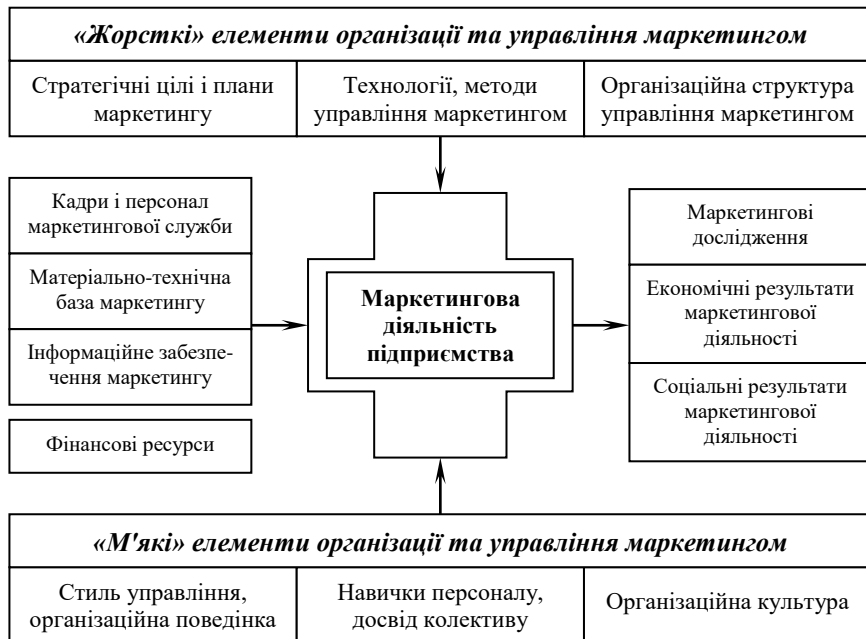 «Жорсткі» елементи організації та управління маркетингом
Стратегічні цілі і плани
маркетингу
Технології, методи
управління маркетингом
Організаційна структура
управління маркетингом
Кадри і персонал
маркетингової служби
Матеріально-технічна
база маркетингу
Інформаційне забезпе-
чення маркетингу
Фінансові ресурси
Маркетингова
діяльність
підприємства
Маркетингові
дослідження
Економічні результати
маркетингової
діяльності
Соціальні результати
маркетингової
діяльності
«М'які» елементи організації та управління маркетингом
Стиль управління,
організаційна поведінка
Навички персоналу,
досвід колективу
Організаційна культура